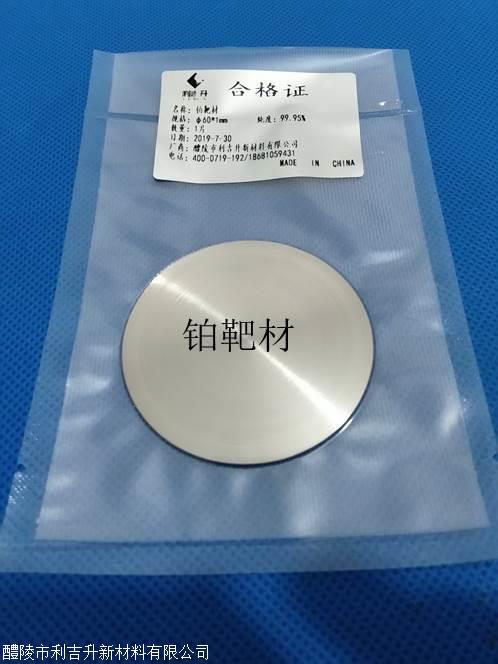 利吉升
合格证
名称：铂靶材
规格：φ60*1mm 纯度：99.95%
数量：1片
日期：2019-7-30
厂商：醴陵市利吉升新材料有限公司
电话：400-0719-192/18681059431
MADE IN CHINA
铂靶材
醴陵市利吉升新材料有限公司